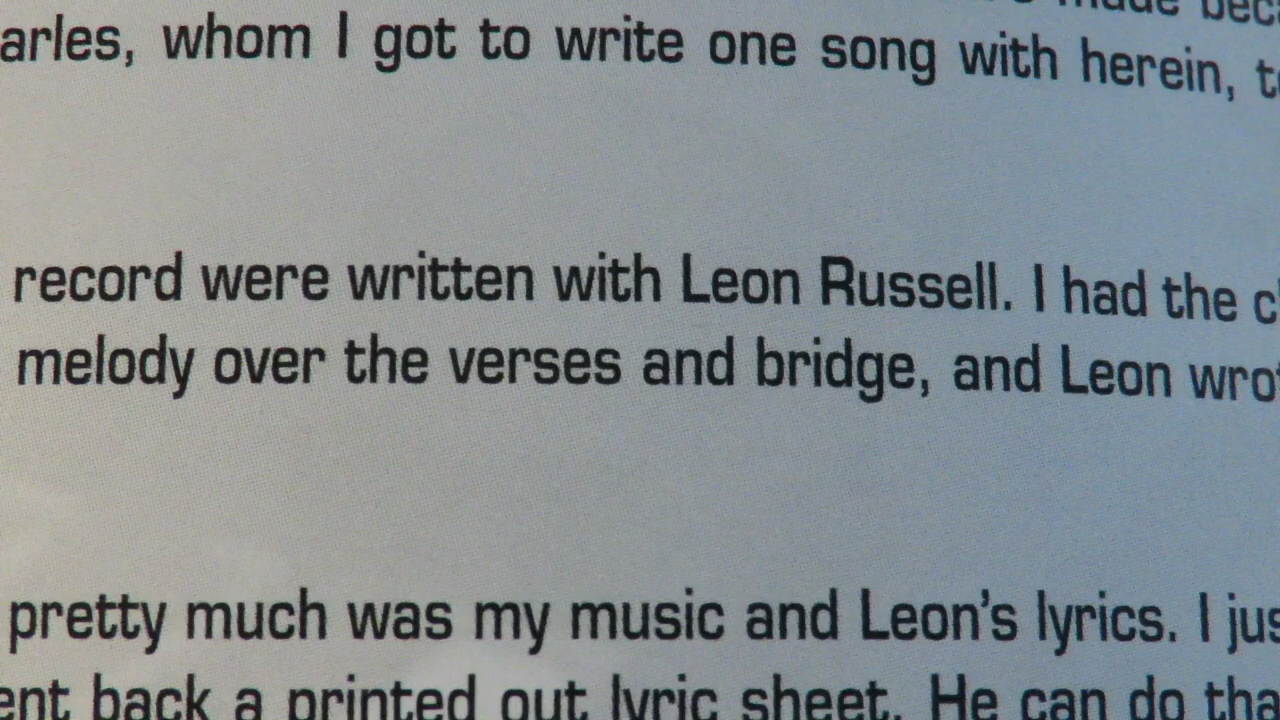 made
arles, whom I got to write one song with herein,
record were written with Leon Russell. I had the
melody over the verses and bridge, and Leon
pretty much was my music and Leon's lyrics. I
ent back a printed out lyric sheet. He can do